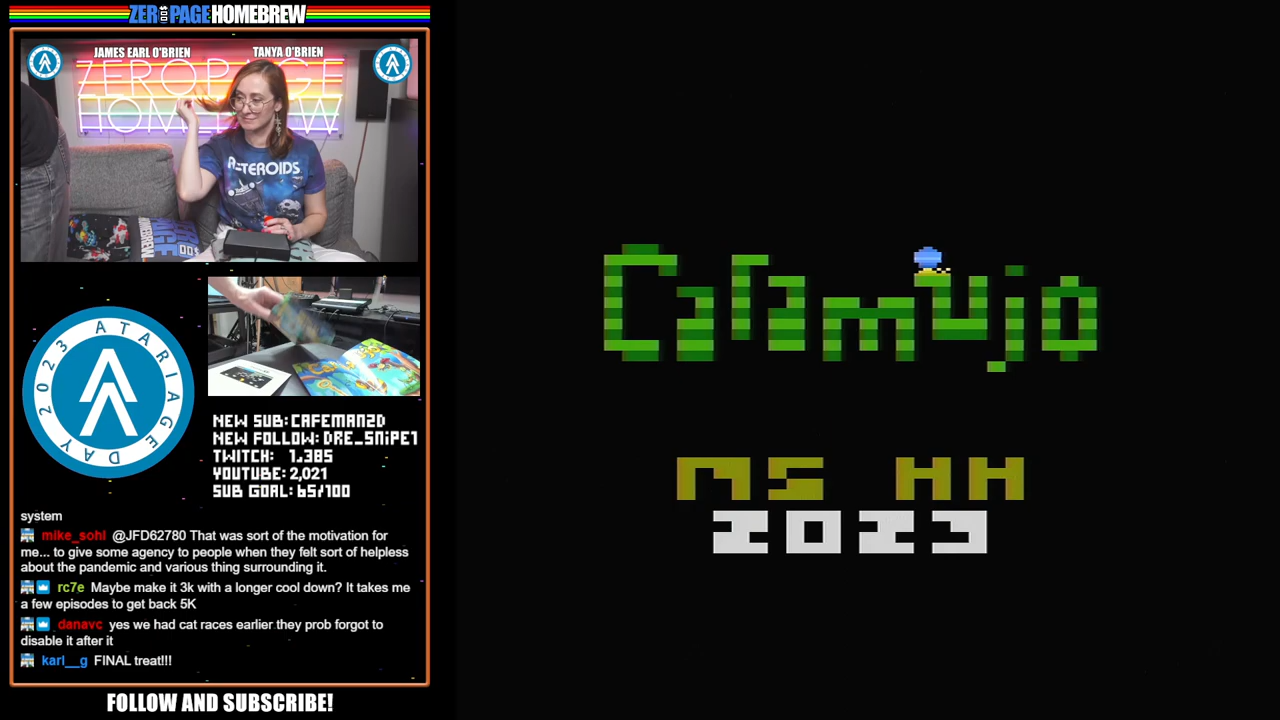 ZEROPAGE HOMEBREW
JAMES EARL O'BRIEN
TANYA O'BRIEN
ZEROPAGE
HOMEBREW
ASTEROIDS
2023 ATARIAGE DAY
NEW SUB: CAFEMAN2D
NEW FOLLOW: DRE_SNIPE1
TWITCH: 1,385
YOUTUBE: 2,021
SUB GOAL: 65/100
system
mike_sohl @JFD62780 That was sort of the motivation for
me... to give some agency to people when they felt sort of helpless
about the pandemic and various thing surrounding it.
rc7e Maybe make it 3k with a longer cool down? It takes me
a few episodes to get back 5K
danavc yes we had cat races earlier they prob forgot to
disable it after it
karl__g FINAL treat!!!
FOLLOW AND SUBSCRIBE!
Caramujo
MS HH
2023